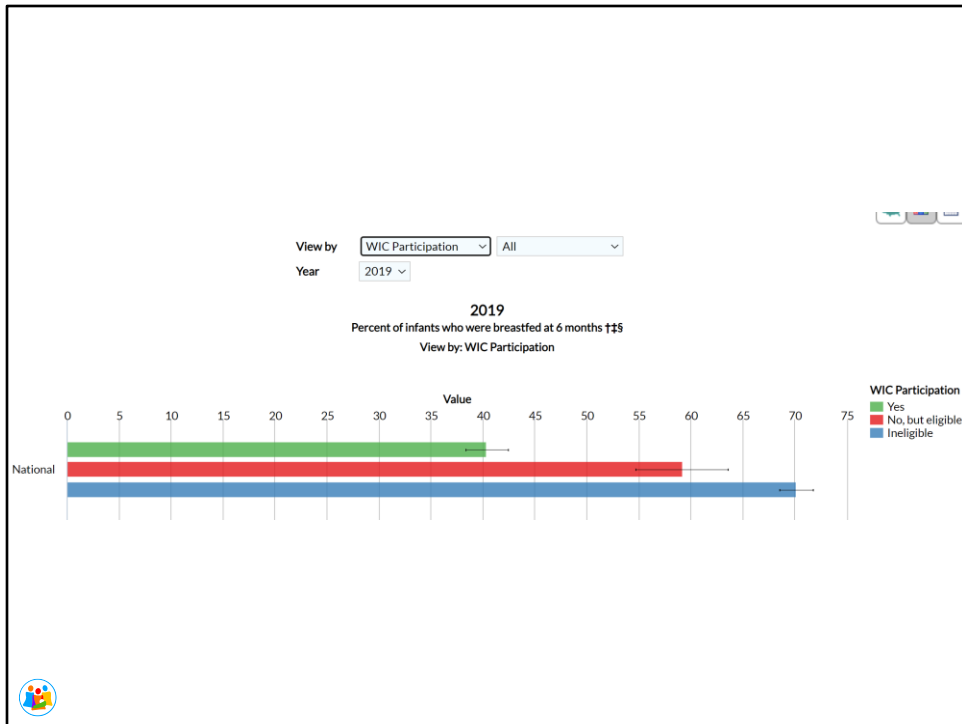 View by WIC Participation All
Year 2019
2019
Percent of infants who were breastfed at 6 months †‡§
View by: WIC Participation
Value
0 5 10 15 20 25 30 35 40 45 50 55 60 65 70 75
National
WIC Participation
Yes
No, but eligible
Ineligible